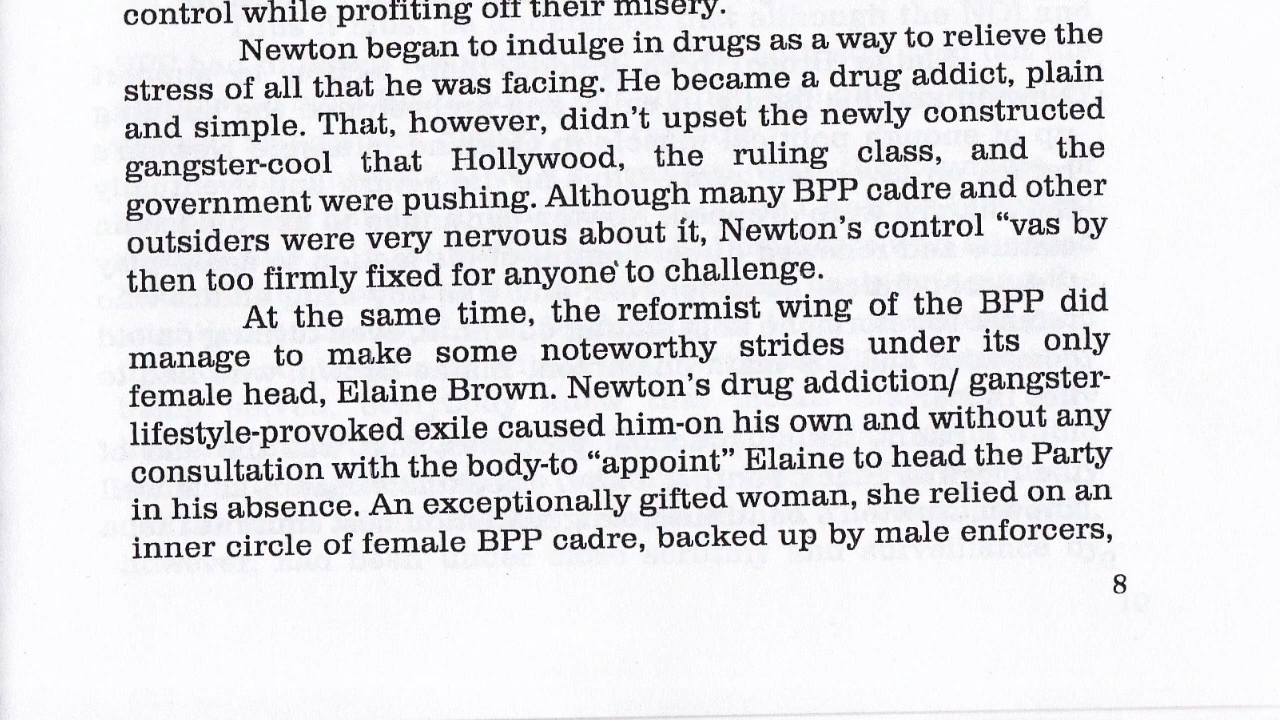 control while profiting off their misery.
Newton began to indulge in drugs as a way to relieve the
stress of all that he was facing. He became a drug addict, plain
and simple. That, however, didn't upset the newly constructed
gangster-cool that Hollywood, the ruling class, and the
government were pushing. Although many BPP cadre and other
outsiders were very nervous about it, Newton's control “vas by
then too firmly fixed for anyone to challenge.
At the same time, the reformist wing of the BPP did
manage to make some noteworthy strides under its only
female head, Elaine Brown. Newton's drug addiction/ gangster-
lifestyle-provoked exile caused him-on his own and without any
consultation with the body-to “appoint” Elaine to head the Party
in his absence. An exceptionally gifted woman, she relied on an
inner circle of female BPP cadre, backed up by male enforcers,
8